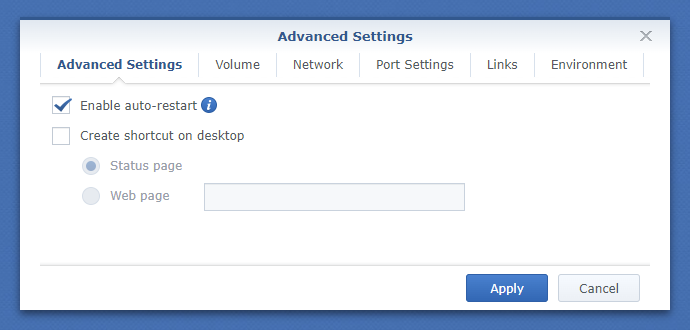 Advanced Settings
Advanced Settings Volume Network Port Settings Links Environment
Enable auto-restart i
Create shortcut on desktop
Status page
Web page
Apply Cancel